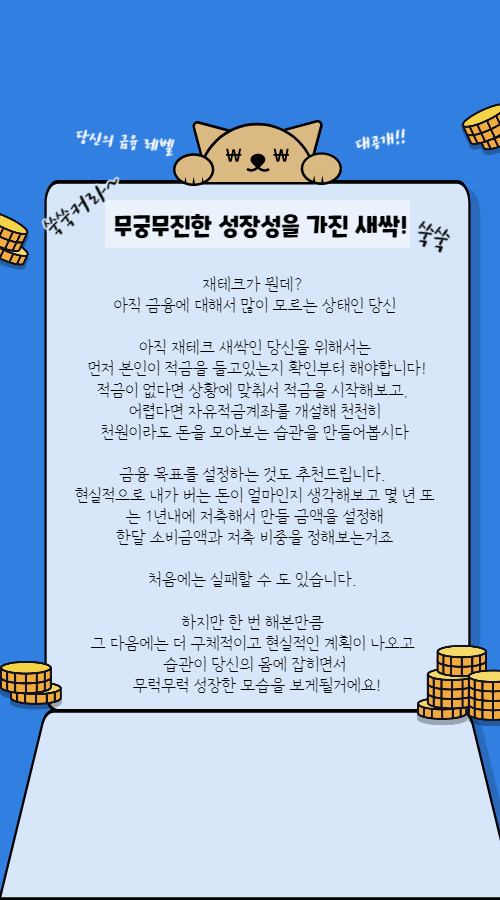 당신의 금융 레벨
대공개!!
쑥쑥커라~
무궁무진한 성장성을 가진 새싹!
쑥쑥
₩ ₩
재테크가 뭔데?
아직 금융에 대해서 많이 모르는 상태인 당신
아직 재테크 새싹인 당신을 위해서는
먼저 본인이 적금을 들고있는지 확인부터 해야합니다!
적금이 없다면 상황에 맞춰서 적금을 시작해보고,
어렵다면 자유적금계좌를 개설해 천천히
천원이라도 돈을 모아보는 습관을 만들어봅시다
금융 목표를 설정하는 것도 추천드립니다.
현실적으로 내가 버는 돈이 얼마인지 생각해보고 몇 년 또
는 1년내에 저축해서 만들 금액을 설정해
한달 소비금액과 저축 비중을 정해보는거죠
처음에는 실패할 수 도 있습니다.
하지만 한 번 해본만큼
그 다음에는 더 구체적이고 현실적인 계획이 나오고
습관이 당신의 몸에 잡히면서
무럭무럭 성장한 모습을 보게될거에요!